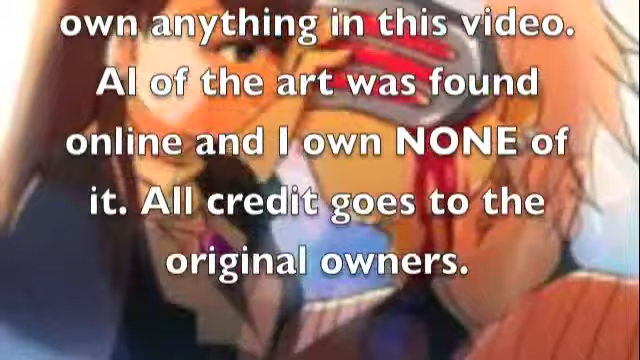 own anything in this video.
Al of the art was found
online and I own NONE of
it. All credit goes to the
original owners.